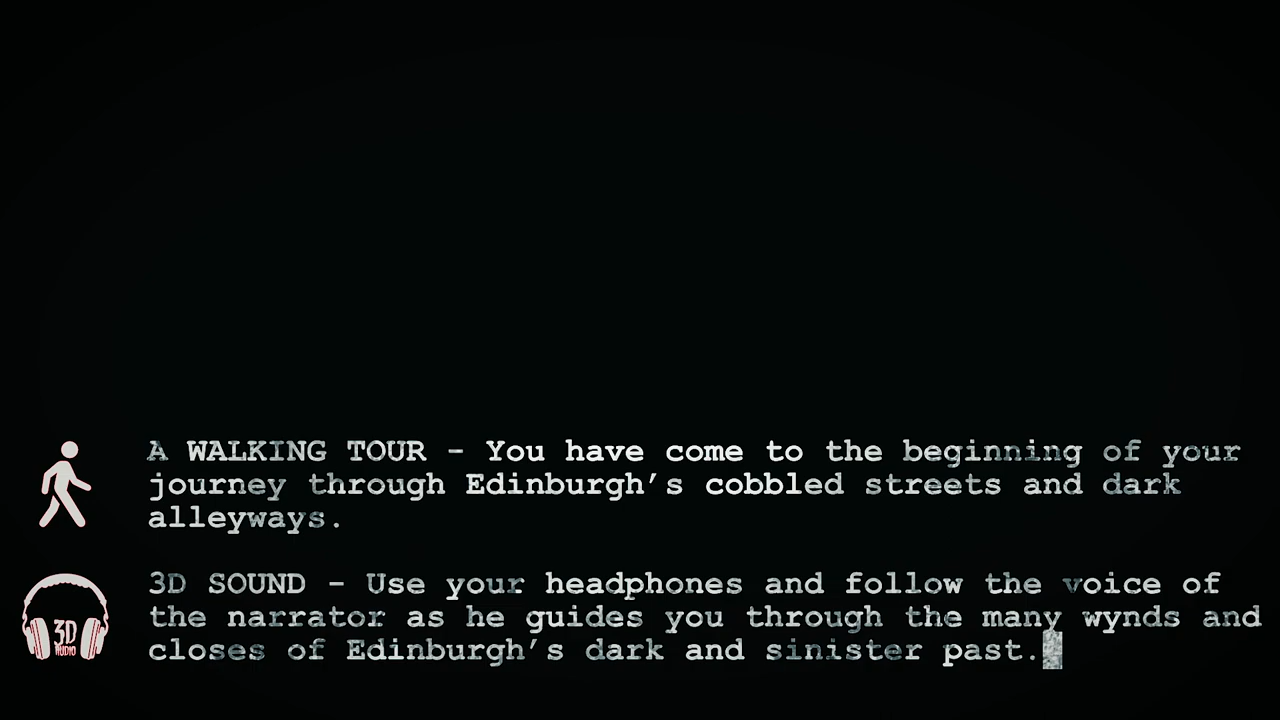 A WALKING TOUR – You have come to the beginning of your
journey through Edinburgh’s cobbled streets and dark
alleyways.
3D SOUND – Use your headphones and follow the voice of
the narrator as he guides you through the many wynds and
closes of Edinburgh’s dark and sinister past.
3D
AUDIO